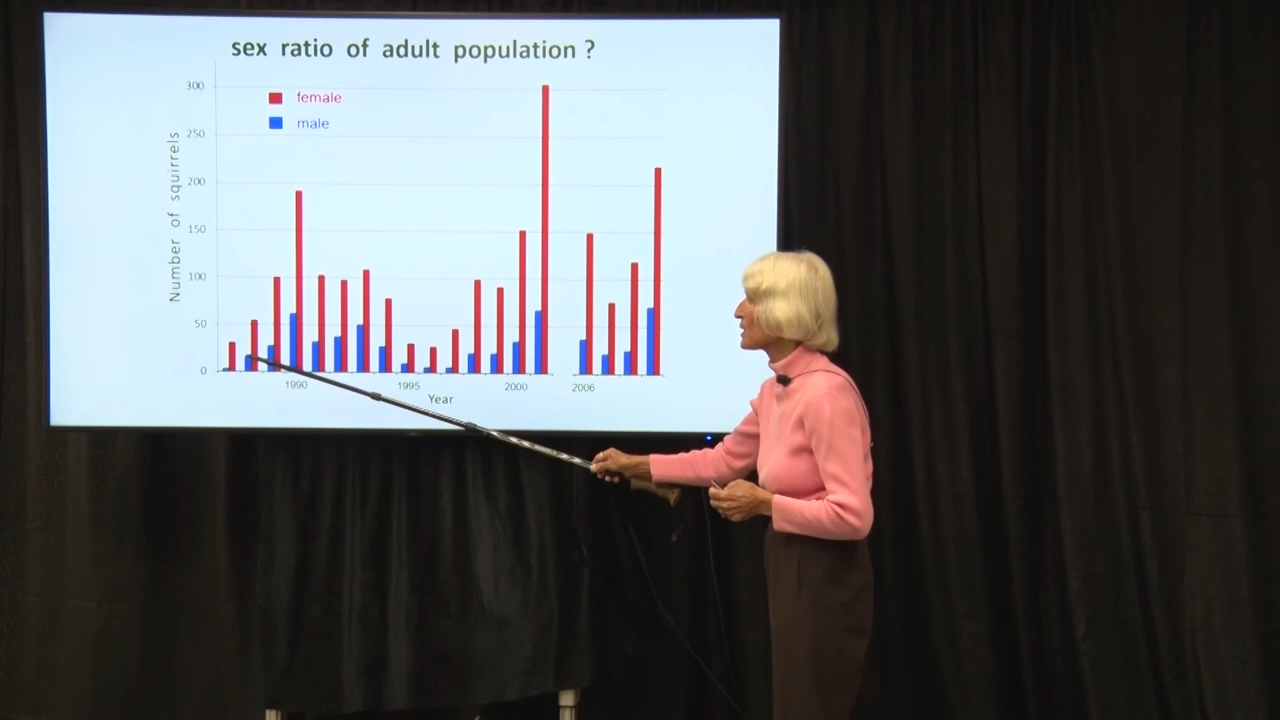 sex ratio of adult population ?
300
250
200
150
100
50
0
Number of squirrels
female
male
1990
1995
2000
2006
Year